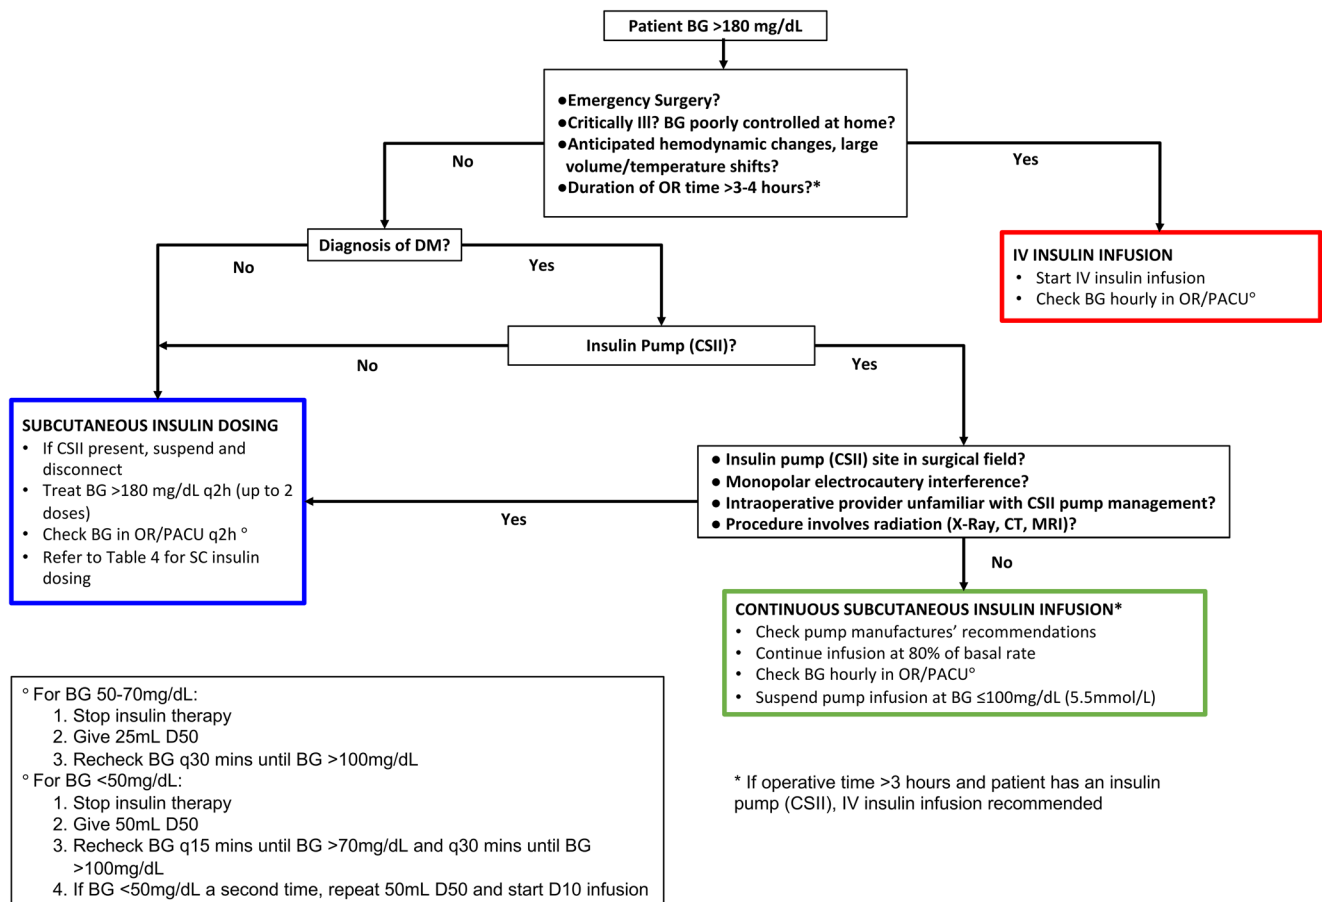 Patient BG >180 mg/dL
●Emergency Surgery?
●Critically Ill? BG poorly controlled at home?
●Anticipated hemodynamic changes, large
volume/temperature shifts?
●Duration of OR time >3-4 hours?*
No
Yes
Diagnosis of DM?
No
Yes
IV INSULIN INFUSION
• Start IV insulin infusion
• Check BG hourly in OR/PACU°
Insulin Pump (CSII)?
No
Yes
SUBCUTANEOUS INSULIN DOSING
• If CSII present, suspend and
disconnect
• Treat BG >180 mg/dL q2h (up to 2
doses)
• Check BG in OR/PACU q2h °
• Refer to Table 4 for SC insulin
dosing
● Insulin pump (CSII) site in surgical field?
● Monopolar electrocautery interference?
● Intraoperative provider unfamiliar with CSII pump management?
● Procedure involves radiation (X-Ray, CT, MRI)?
Yes
No
CONTINUOUS SUBCUTANEOUS INSULIN INFUSION*
• Check pump manufactures’ recommendations
• Continue infusion at 80% of basal rate
• Check BG hourly in OR/PACU°
• Suspend pump infusion at BG ≤100mg/dL (5.5mmol/L)
° For BG 50-70mg/dL:
1. Stop insulin therapy
2. Give 25mL D50
3. Recheck BG q30 mins until BG >100mg/dL
° For BG <50mg/dL:
1. Stop insulin therapy
2. Give 50mL D50
3. Recheck BG q15 mins until BG >70mg/dL and q30 mins until BG
>100mg/dL
4. If BG <50mg/dL a second time, repeat 50mL D50 and start D10 infusion
* If operative time >3 hours and patient has an insulin
pump (CSII), IV insulin infusion recommended